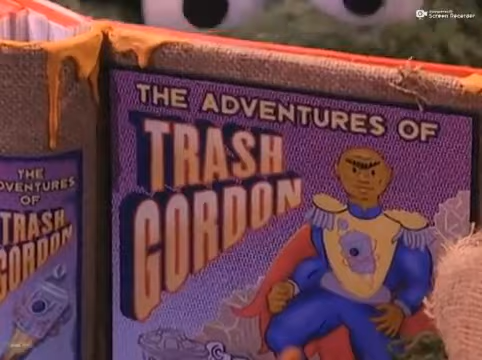 THE ADVENTURES OF
TRASH
GORDON
THE
ADVENTURES
OF
TRASH
GORDON
Screen Recorder